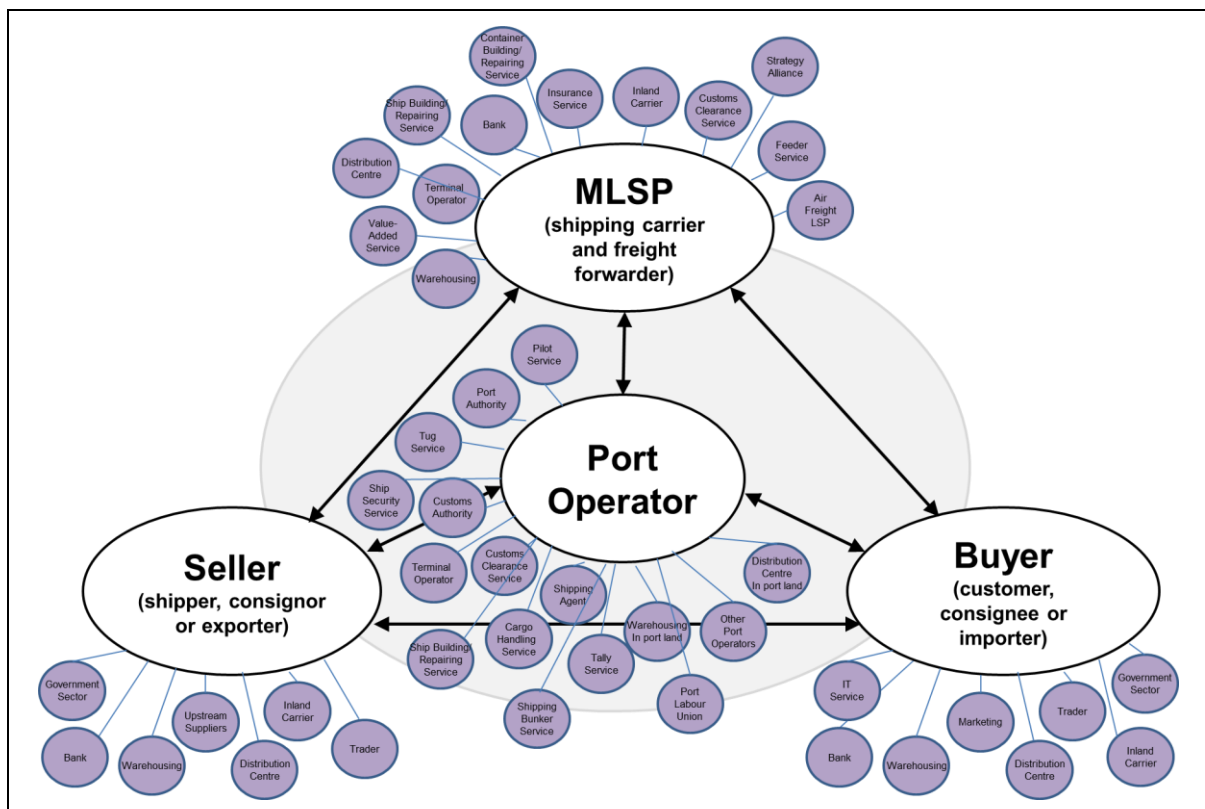 Container
Building/
Repairing
Service
Strategy
Alliance
Insurance
Service
Inland
Carrier
Customs
Clearance
Service
Ship Building/
Repairing
Service
Bank
Feeder
Service
Distribution
Centre
Terminal
Operator
Air
Freight
LSP
Value-
Added
Service
Warehousing
MLSP
(shipping carrier
and freight
forwarder)
Pilot
Service
Port
Authority
Tug
Service
Ship
Security
Service
Customs
Authority
Port
Operator
Terminal
Operator
Customs
Clearance
Service
Shipping
Agent
Distribution
Centre
In port land
Ship Building/
Repairing
Service
Cargo
Handling
Service
Tally
Service
Warehousing
In port land
Other
Port
Operators
Shipping
Bunker
Service
Port
Labour
Union
Seller
(shipper, consignor
or exporter)
Government
Sector
Bank
Warehousing
Upstream
Suppliers
Distribution
Centre
Inland
Carrier
Trader
Buyer
(customer,
consignee or
importer)
IT
Service
Bank
Warehousing
Marketing
Distribution
Centre
Trader
Inland
Carrier
Government
Sector